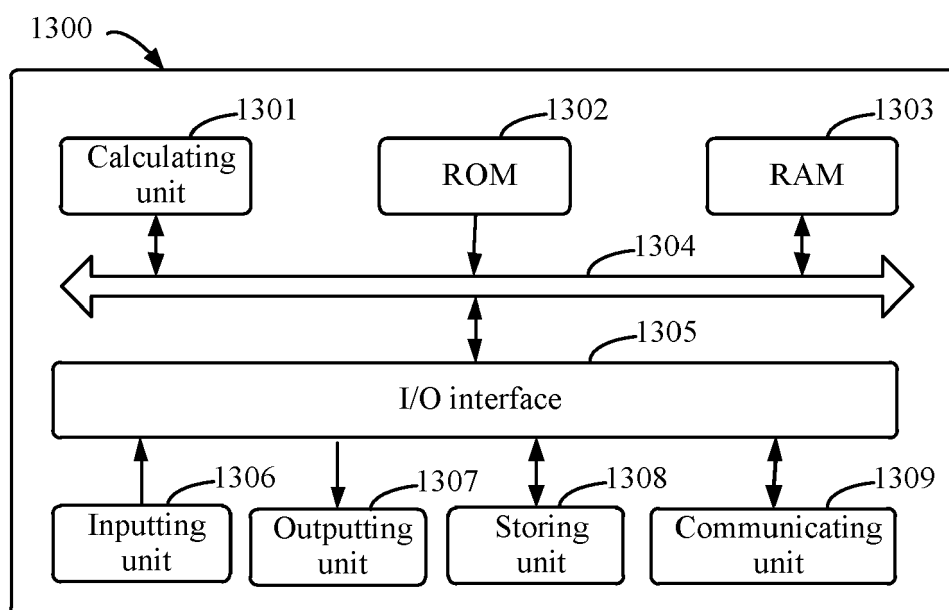 1300
1301
1302
1303
Calculating
unit
ROM
RAM
1304
1305
I/O interface
1306
1307
1308
1309
Inputting
unit
Outputting
unit
Storing
unit
Communicating
unit